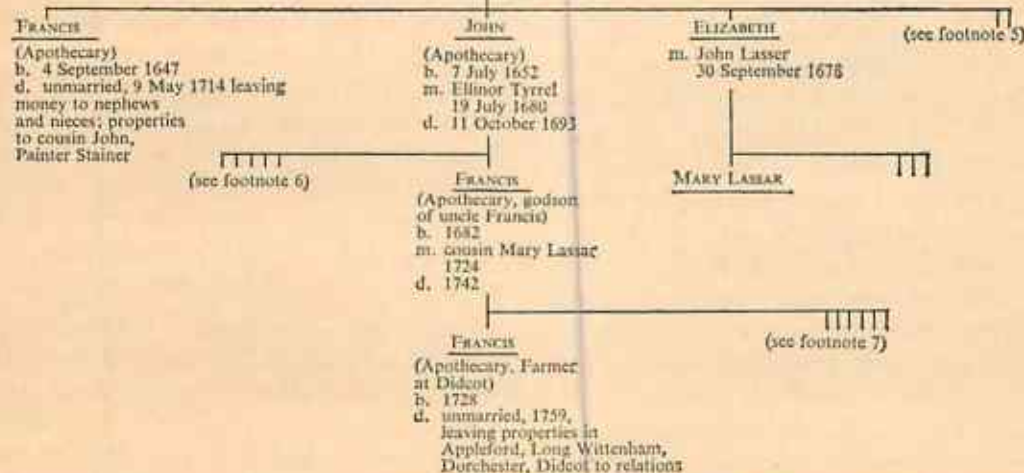 FRANCIS
(Apothecary)
b. 4 September 1647
d. unmarried, 9 May 1714 leaving
money to nephews
and nieces; properties
to cousin John,
Painter Stainer
JOHN
(Apothecary)
b. 7 July 1652
m. Ellinor Tyrrel
19 July 1680
d. 11 October 1693
ELIZABETH
m. John Lasser
30 September 1678
(see footnote 5)
(see footnote 6)
FRANCIS
(Apothecary, godson
of uncle Francis)
b. 1682
m. cousin Mary Lassar
1724
d. 1742
MARY LASSAR
FRANCIS
(Apothecary, Farmer
at Didcot)
b. 1728
d. unmarried, 1759,
leaving properties in
Appleford, Long Wittenham,
Dorchester, Didcot to relations
(see footnote 7)